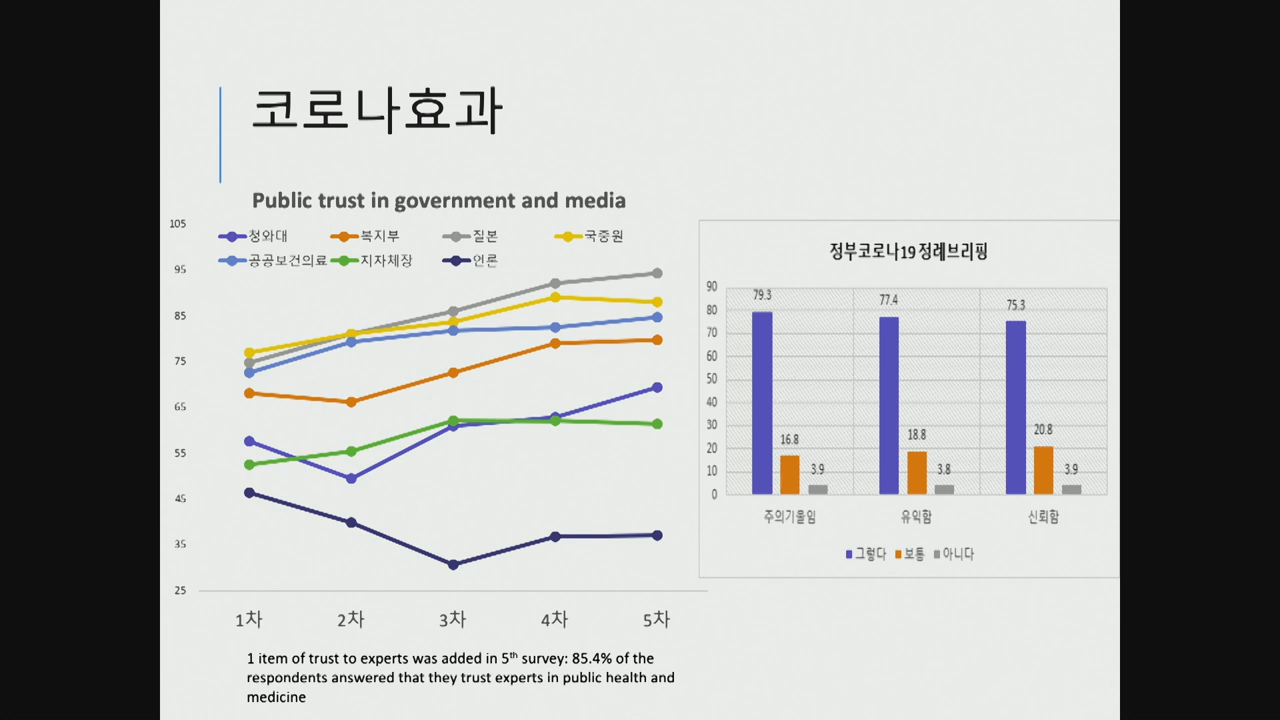 코로나효과
Public trust in government and media
105
95
85
75
65
55
45
35
25
청와대 복지부 질본 국중원
공공보건의료 지자체장 언론
1차 2차 3차 4차 5차
1 item of trust to experts was added in 5th survey: 85.4% of the
respondents answered that they trust experts in public health and
medicine
정부코로나19 정례브리핑
90
80
70
60
50
40
30
20
10
0
79.3 16.8 3.9
77.4 18.8 3.8
75.3 20.8 3.9
주의기울임 유익함 신뢰함
그렇다 보통 아니다